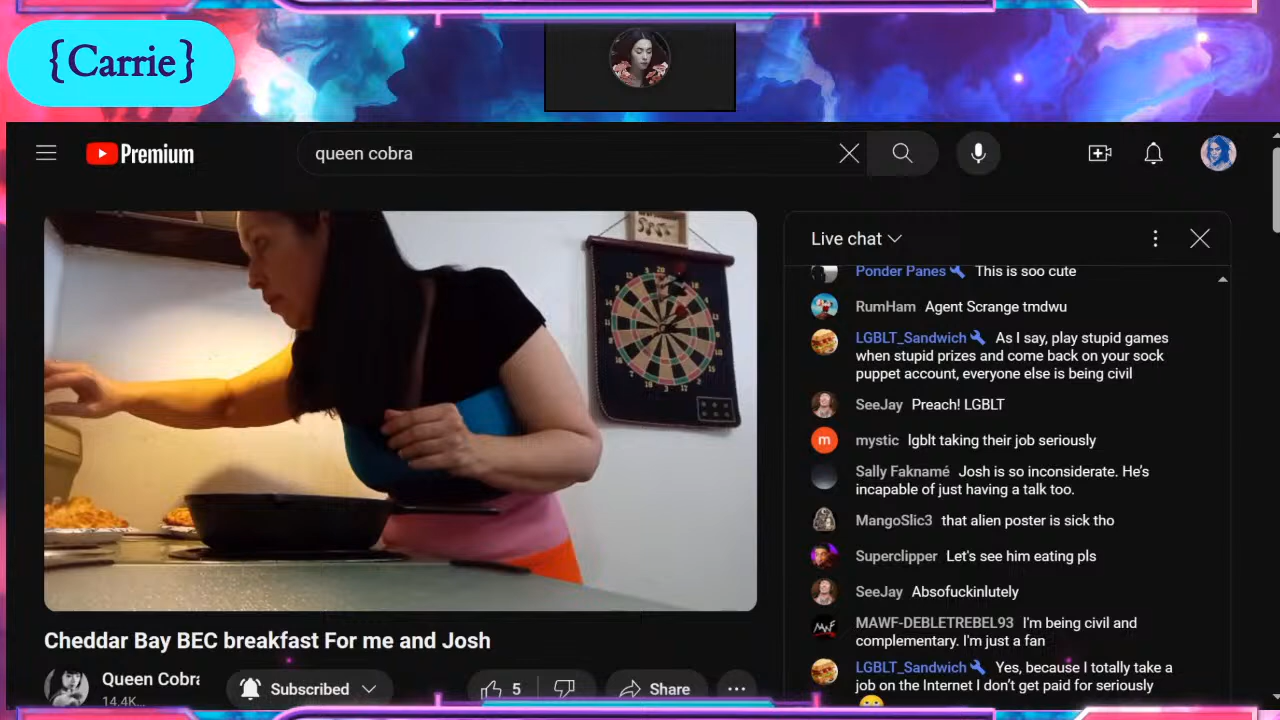 {Carrie}
Premium
queen cobra
Live chat
Ponder Panes This is soo cute
RumHam Agent Scrange tmdwu
LGBLT_Sandwich As I say, play stupid games
when stupid prizes and come back on your sock
puppet account, everyone else is being civil
SeeJay Preach! LGBLT
m
mystic lgblt taking their job seriously
Sally Faknamé Josh is so inconsiderate. He's
incapable of just having a talk too.
MangoSlic3 that alien poster is sick tho
Superclipper Let's see him eating pls
SeeJay Absofuckinlutely
MAWF-DEBLETREBEL93 I'm being civil and
complementary. I'm just a fan
LGBLT_Sandwich Yes, because I totally take a
job on the Internet I don't get paid for seriously
Cheddar Bay BEC breakfast For me and Josh
Queen Cobra
14.4K...
Subscribed
5
Share